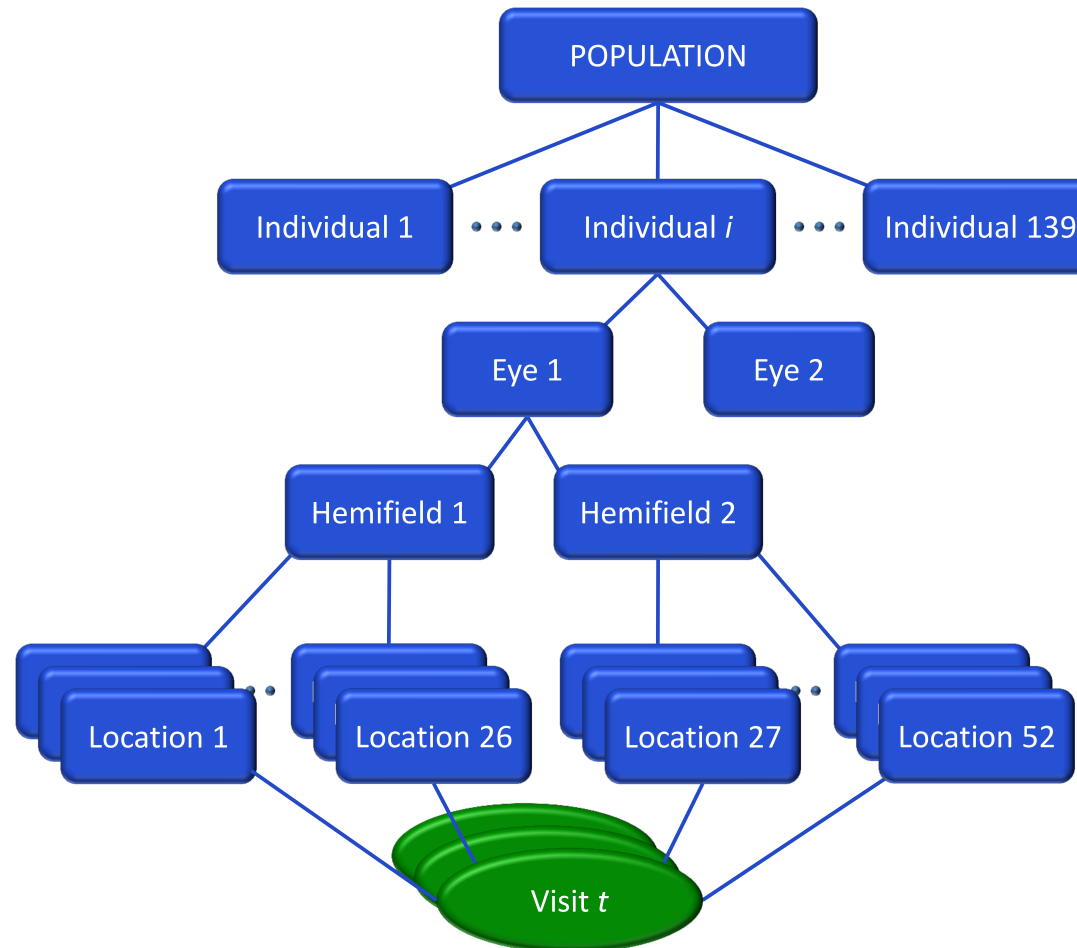 POPULATION
Individual 1
Individual i
Individual 139
Eye 1
Eye 2
Hemifield 1
Hemifield 2
Location 1
Location 26
Location 27
Location 52
Visit t